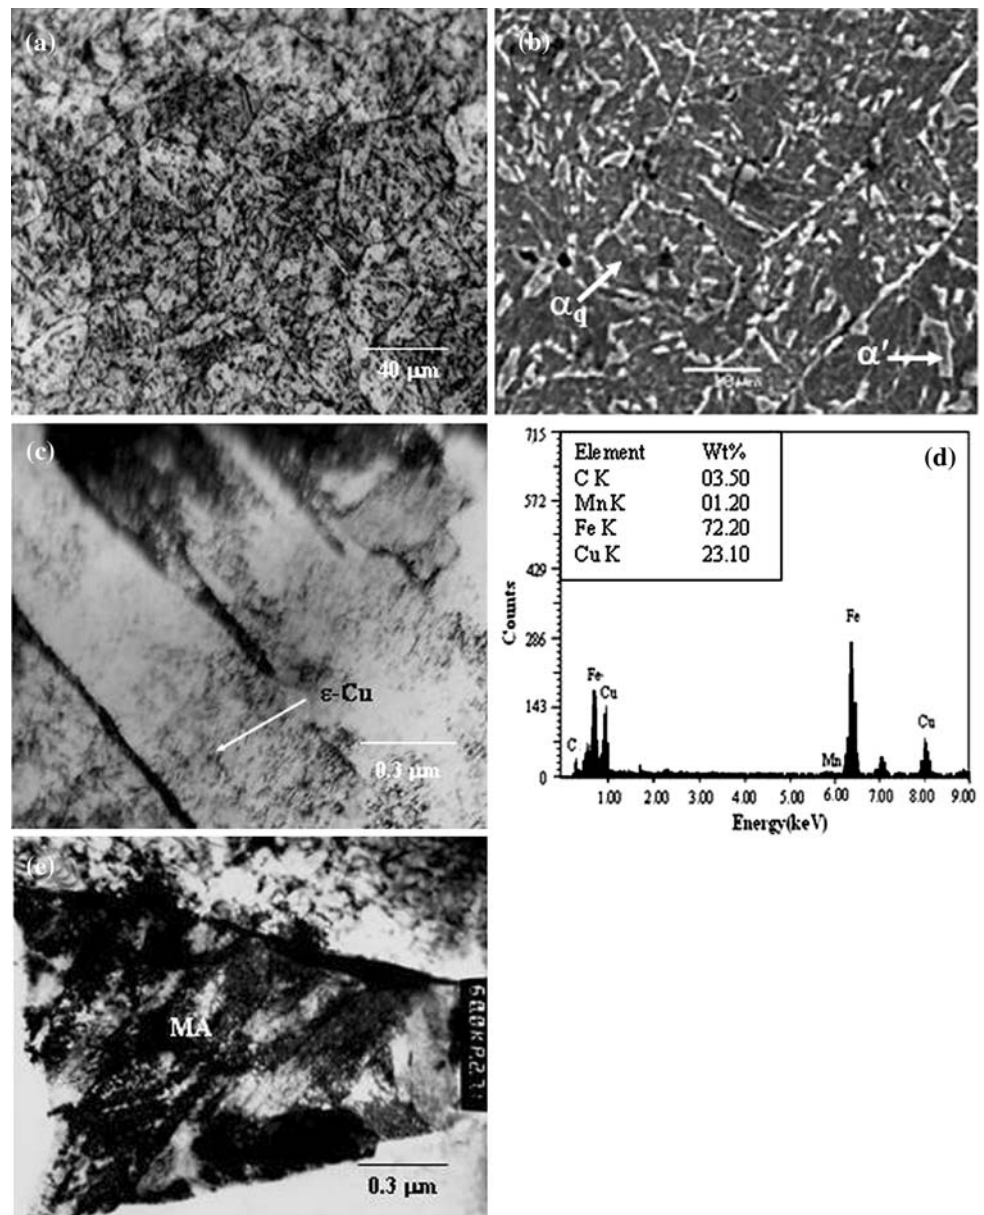 (a)
40 µm
(b)
αq
α'
(c)
ε-Cu
0.3 µm
(d)
Element Wt%
C K 03.50
Mn K 01.20
Fe K 72.20
Cu K 23.10
715
572
429
286
143
0
Counts
C
Fe
Cu
Mn
Fe
Cu
1.00 2.00 3.00 4.00 5.00 6.00 7.00 8.00 9.00
Energy(keV)
(e)
MA
0.3 µm